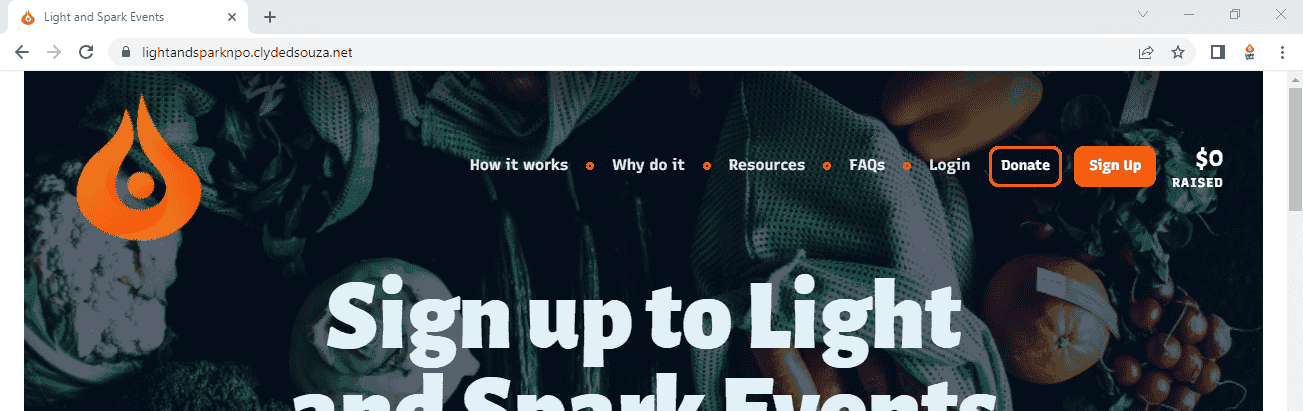 Light and Spark Events
lightandsparknpo.clydedsouza.net
How it works
Why do it
Resources
FAQs
Login
Donate
Sign Up
$0
RAISED
Sign up to Light
and Spark Events